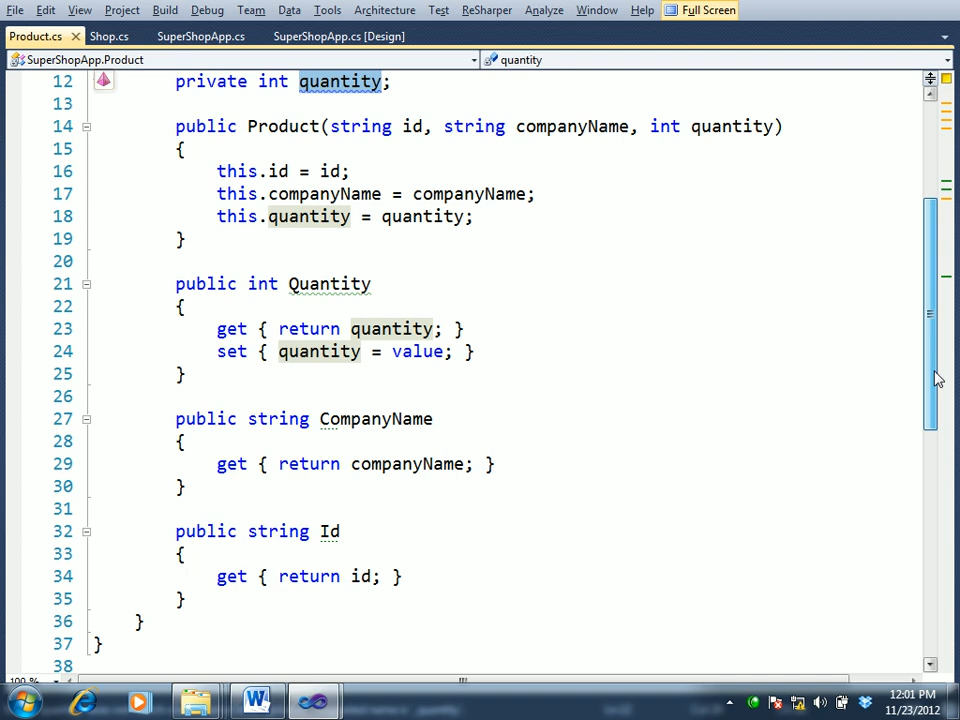 File Edit View Project Build Debug Team Data Tools Architecture Test ReSharper Analyze Window Help Full Screen
Product.cs Shop.cs SuperShopApp.cs SuperShopApp.cs [Design]
SuperShopApp.Product quantity
12 private int quantity;
13
14 public Product(string id, string companyName, int quantity)
15 {
16 this.id = id;
17 this.companyName = companyName;
18 this.quantity = quantity;
19 }
20
21 public int Quantity
22 {
23 get { return quantity; }
24 set { quantity = value; }
25 }
26
27 public string CompanyName
28 {
29 get { return companyName; }
30 }
31
32 public string Id
33 {
34 get { return id; }
35 }
36 }
37 }
38
100 %
12:01 PM
11/23/2012